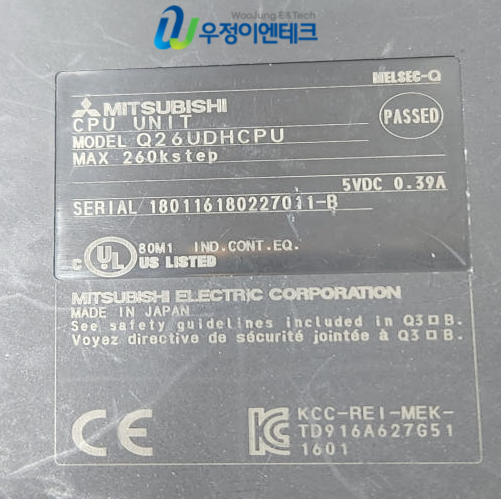 WooJung E&Tech
우정이엔테크
MELSEC-Q
MITSUBISHI
CPU UNIT
PASSED
MODEL Q26UDHCPU
MAX 260kstep
5VDC 0.39A
SERIAL 180116180227011-B
80M1 IND.CONT.EQ.
C UL US LISTED
MITSUBISHI ELECTRIC CORPORATION
MADE IN JAPAN
See safety guidelines included in Q3□B.
Voyez directive de sécurité jointée à Q3□B.
CE
KCC-REI-MEK-
TD916A627G51
1601